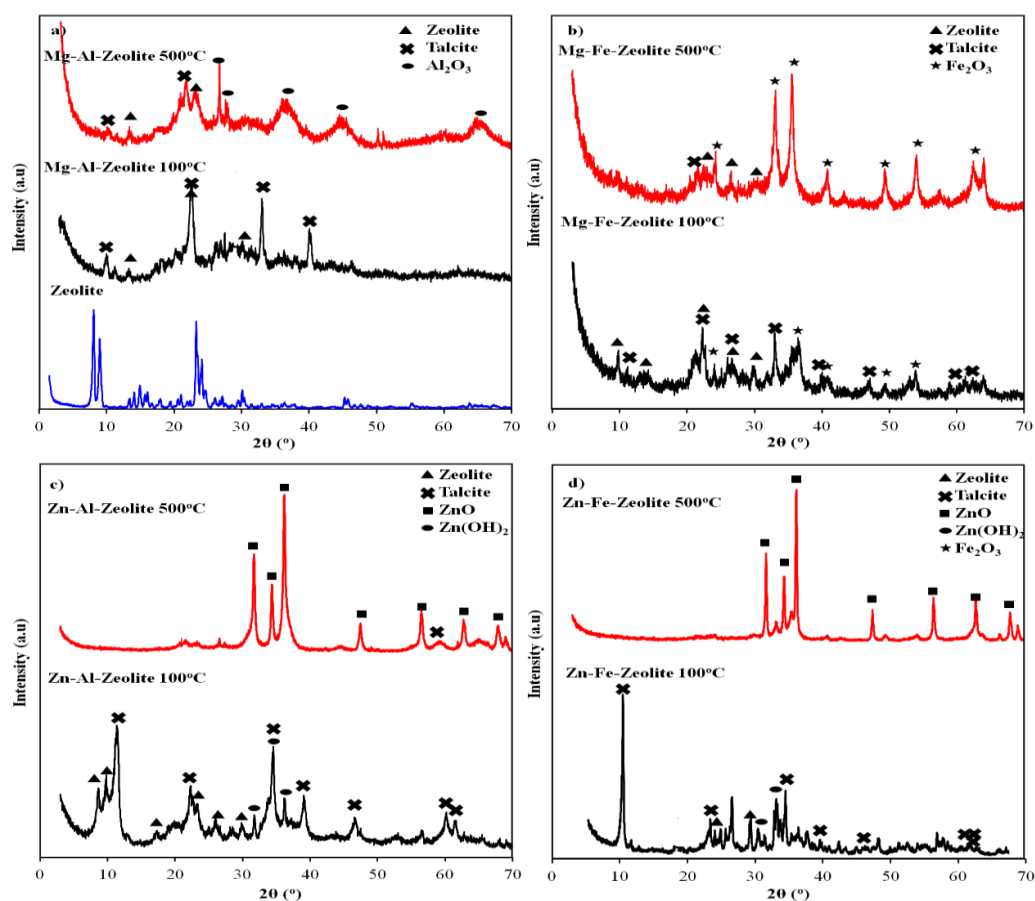 a)
Zeolite
Talcite
Al₂O₃
Mg-Al-Zeolite 500°C
Mg-Al-Zeolite 100°C
Zeolite
Intensity (a.u)
0 10 20 30 40 50 60 70
2θ (°)
b)
Zeolite
Talcite
Fe₂O₃
Mg-Fe-Zeolite 500°C
Mg-Fe-Zeolite 100°C
Intensity (a.u)
0 10 20 30 40 50 60 70
2θ (°)
c)
Zeolite
Talcite
ZnO
Zn(OH)₂
Zn-Al-Zeolite 500°C
Zn-Al-Zeolite 100°C
Intensity (a.u)
0 10 20 30 40 50 60 70
2θ (°)
d)
Zeolite
Talcite
ZnO
Zn(OH)₂
Fe₂O₃
Zn-Fe-Zeolite 500°C
Zn-Fe-Zeolite 100°C
Intensity (a.u)
0 10 20 30 40 50 60 70
2θ (°)